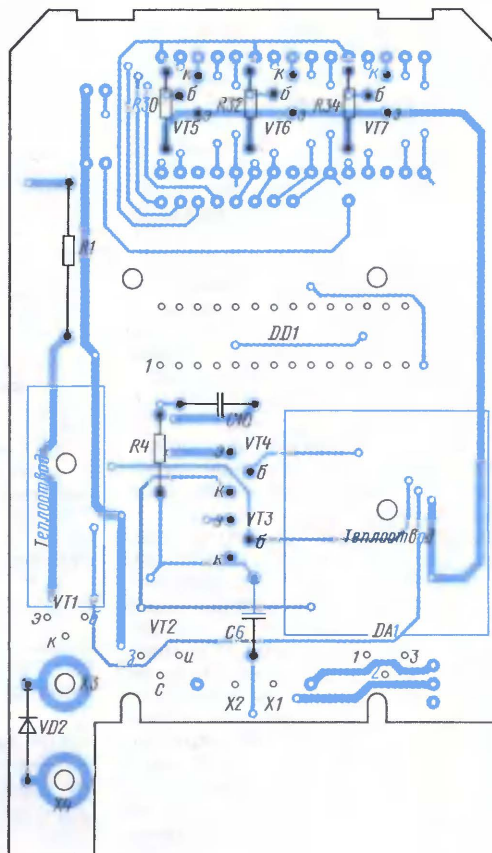 к к к
R30 б R32 б R34 б
VT5 э VT6 э VT7 э
R1
DD1
1
C10
R4 э VT4
б
к
VT3
э
б
к
Теплоотвод
Теплоотвод
VT1
э б
к
VT2
З и
с
C6
DA1
1 3
2
X3
X2 X1
VD2
X4